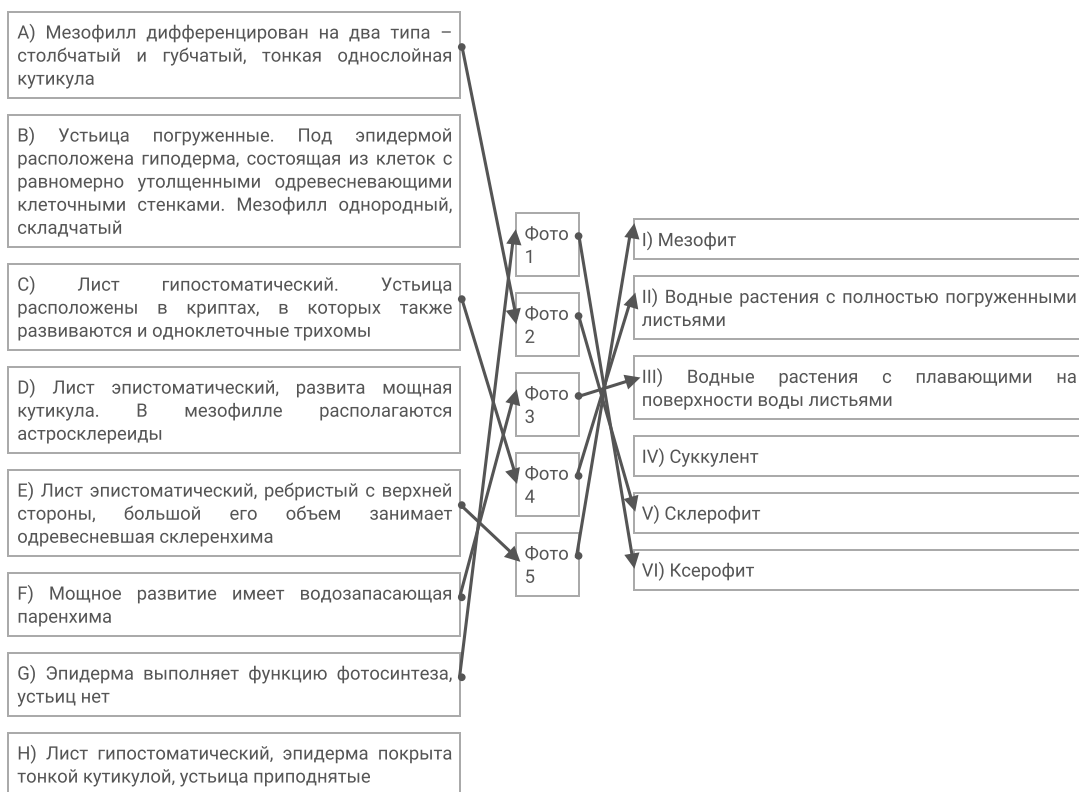 A) Мезофилл дифференцирован на два типа –
столбчатый и губчатый, тонкая однослойная
кутикула
B) Устьица погруженные. Под эпидермой
расположена гиподерма, состоящая из клеток с
равномерно утолщенными одревесневающими
клеточными стенками. Мезофилл однородный,
складчатый
C) Лист гипостоматический. Устьица
расположены в криптах, в которых также
развиваются и одноклеточные трихомы
D) Лист эпистоматический, развита мощная
кутикула. В мезофилле располагаются
астросклереиды
E) Лист эпистоматический, ребристый с верхней
стороны, большой его объем занимает
одревесневшая склеренхима
F) Мощное развитие имеет водозапасающая
паренхима
G) Эпидерма выполняет функцию фотосинтеза,
устьиц нет
H) Лист гипостоматический, эпидерма покрыта
тонкой кутикулой, устьица приподнятые
Фото
1
Фото
2
Фото
3
Фото
4
Фото
5
I) Мезофит
II) Водные растения с полностью погруженными
листьями
III) Водные растения с плавающими на
поверхности воды листьями
IV) Суккулент
V) Склерофит
VI) Ксерофит